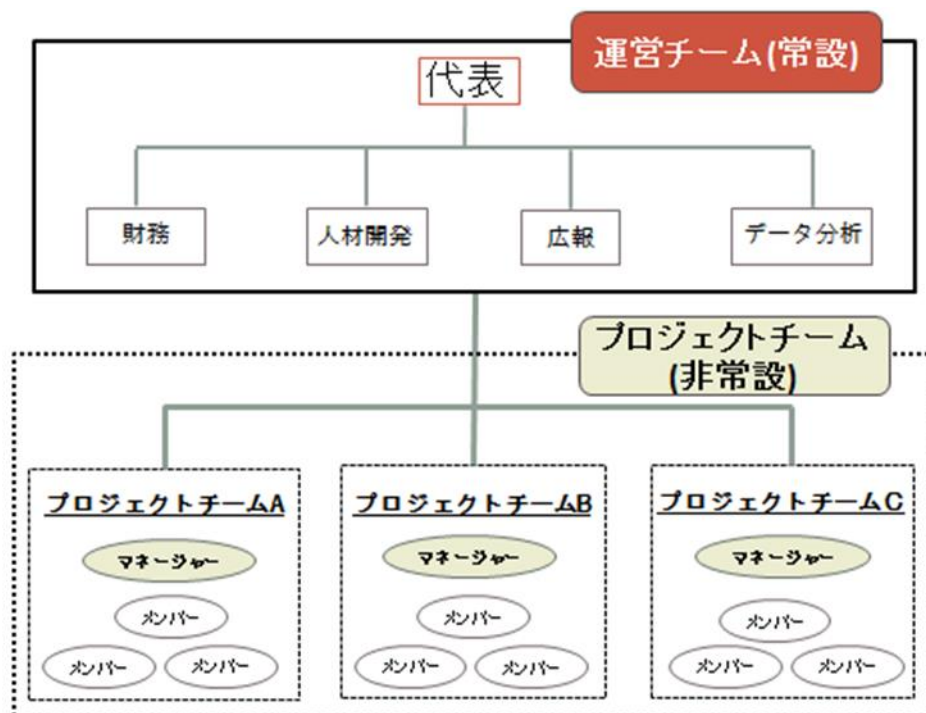 運営チーム(常設)
代表
財務
人材開発
広報
データ分析
プロジェクトチーム
(非常設)
プロジェクトチームA
マネージャー
メンバー
メンバー
メンバー
プロジェクトチームB
マネージャー
メンバー
メンバー
メンバー
プロジェクトチームC
マネージャー
メンバー
メンバー
メンバー